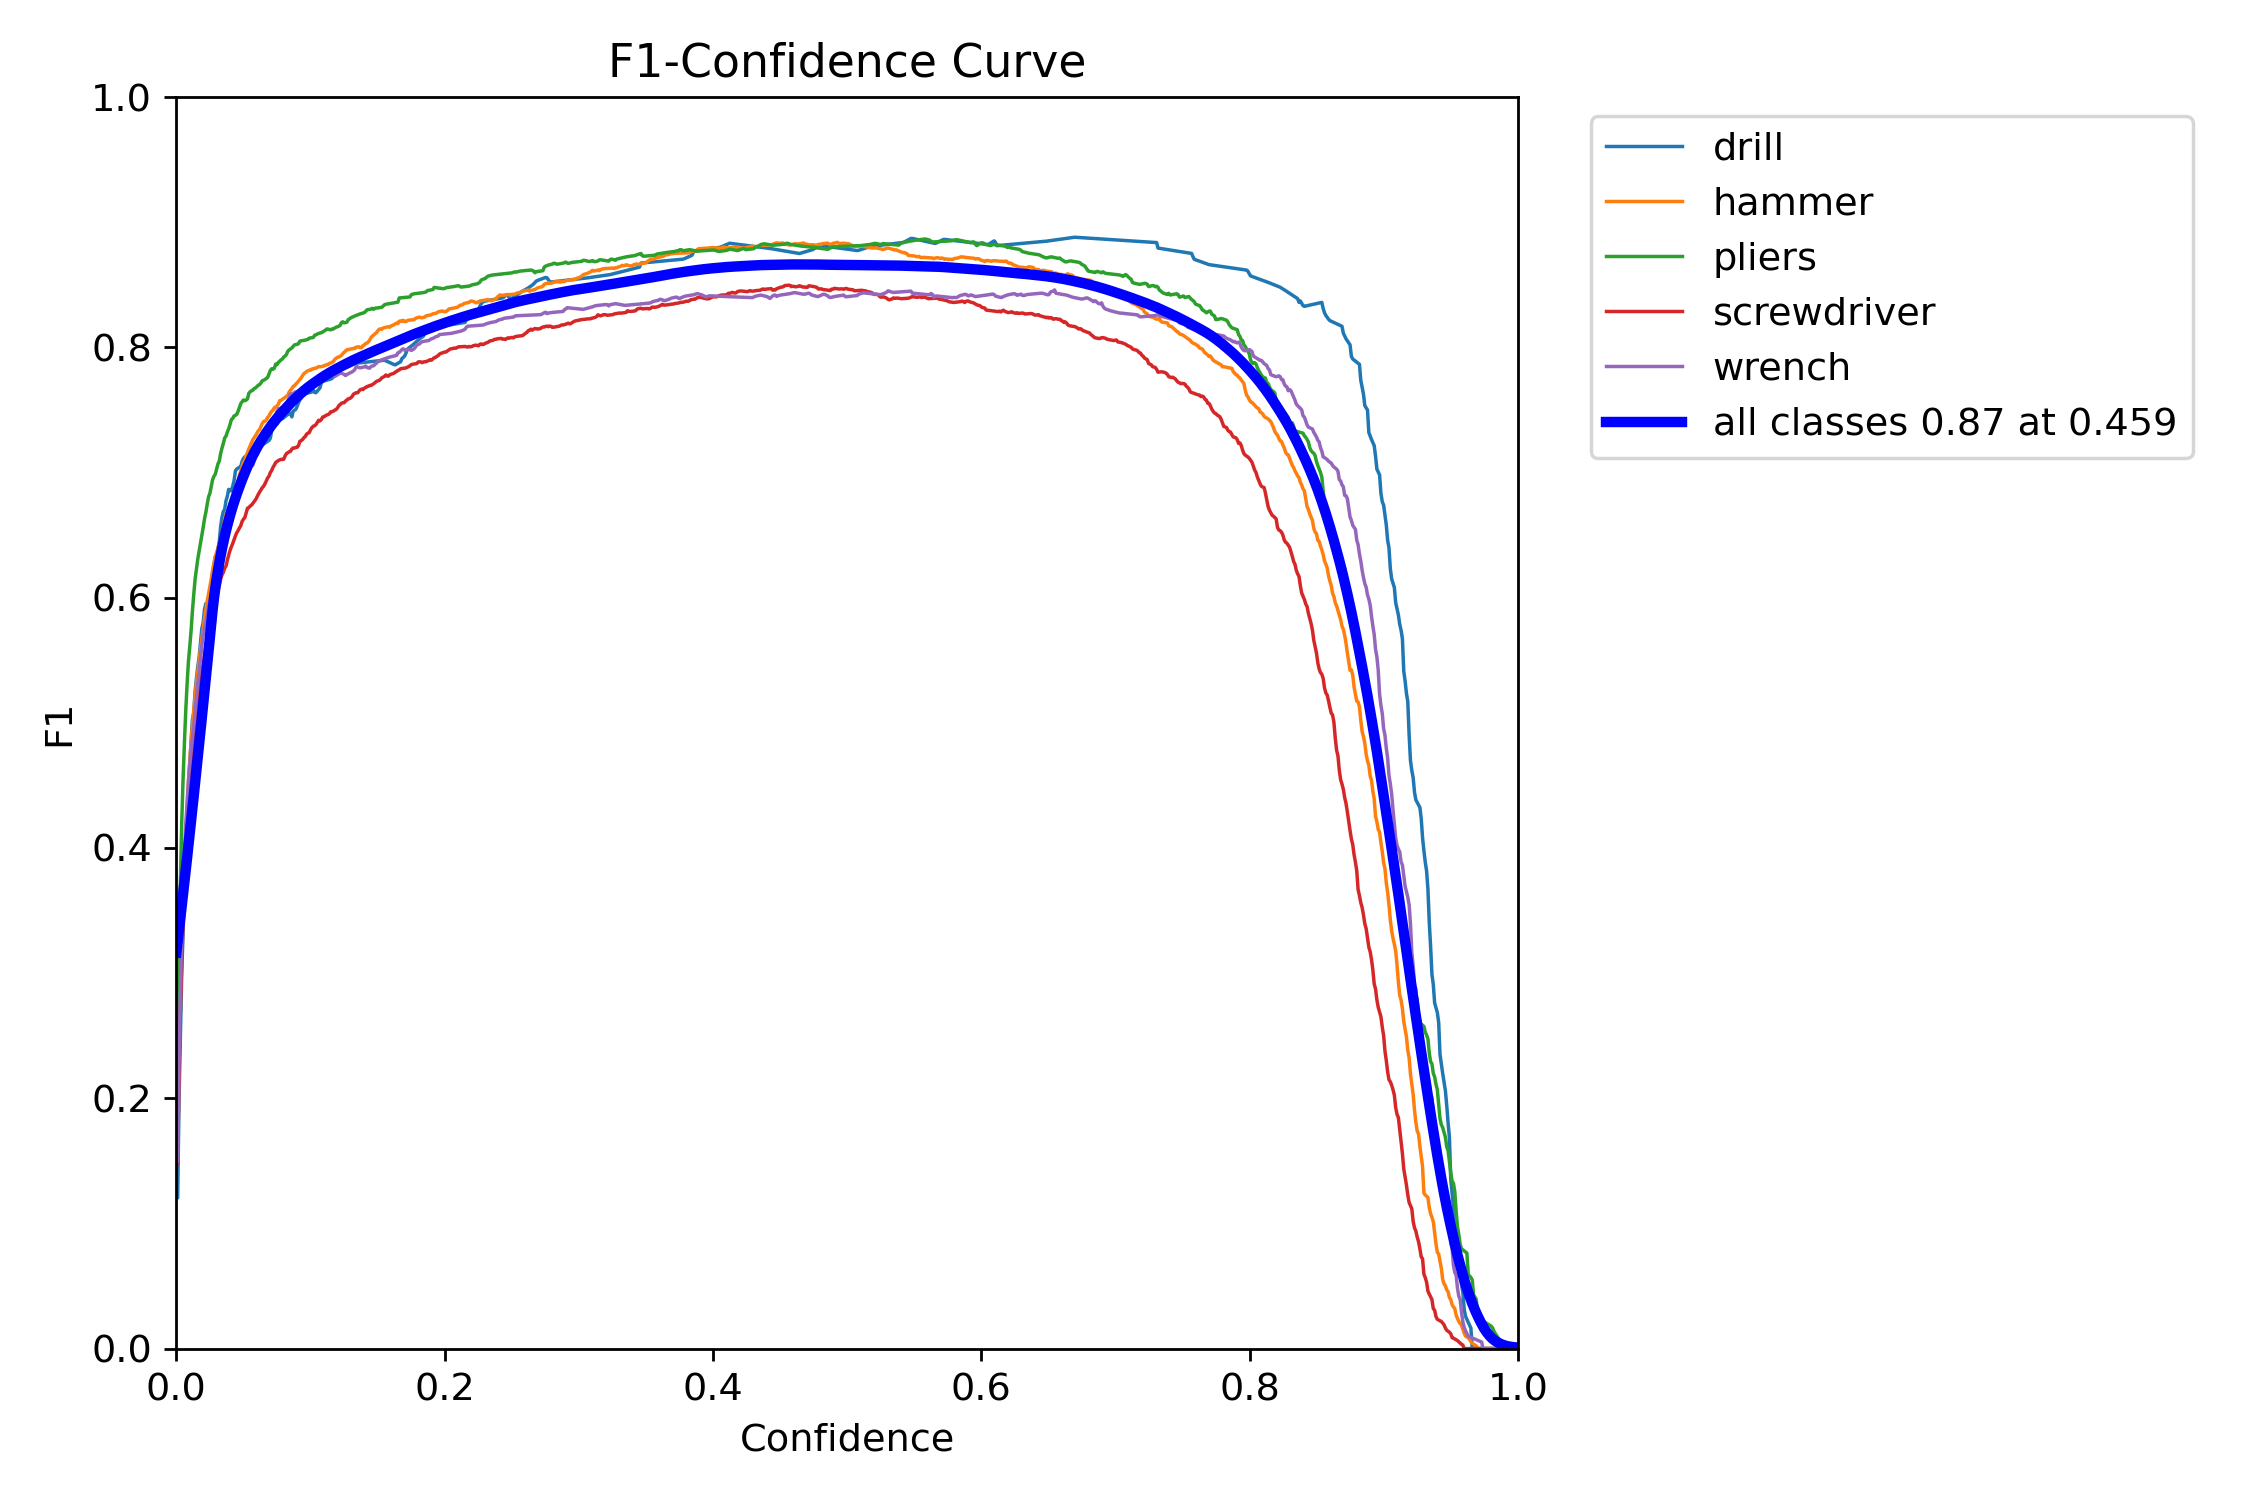 F1-Confidence Curve
1.0
0.8
0.6
0.4
0.2
0.0
F1
0.0 0.2 0.4 0.6 0.8 1.0
Confidence
drill
hammer
pliers
screwdriver
wrench
all classes 0.87 at 0.459